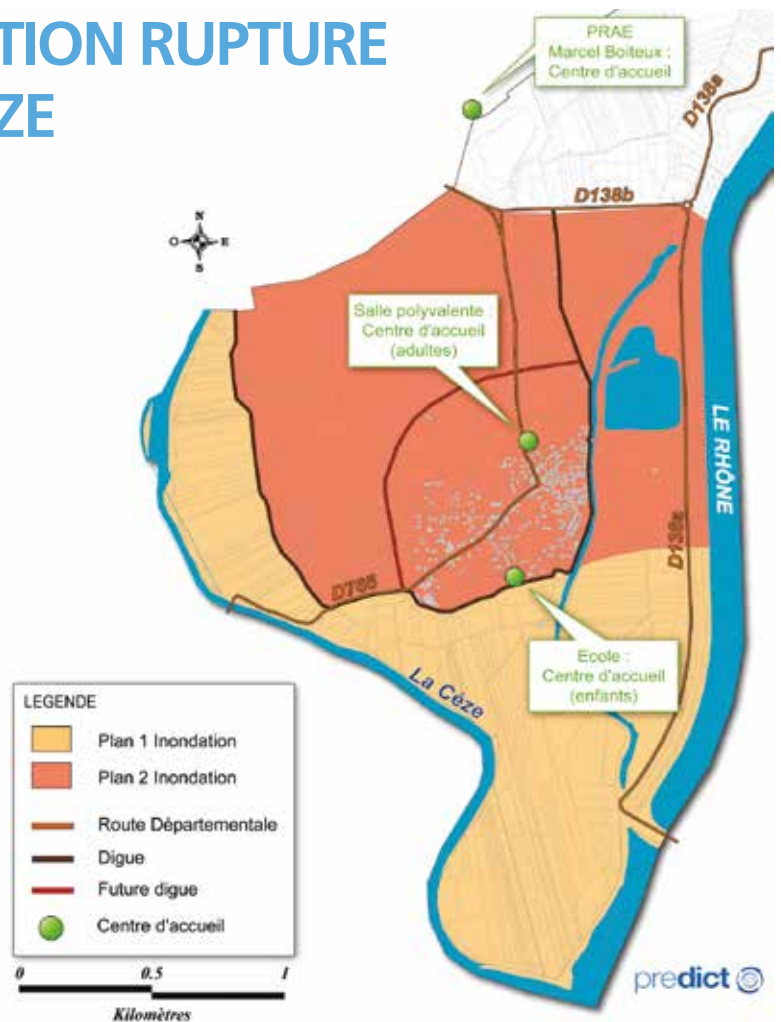 TION RUPTURE
ZE
PRAE
Marcel Boiteux :
Centre d'accueil
D138a
D138b
N
O E
S
Salle polyvalente :
Centre d'accueil
(adultes)
LE RHÔNE
D138a
D765
Ecole :
Centre d'accueil
(enfants)
La Céze
LEGENDE
Plan 1 Inondation
Plan 2 Inondation
Route Départementale
Digue
Future digue
Centre d'accueil
0 0.5 1
Kilomètres
predict